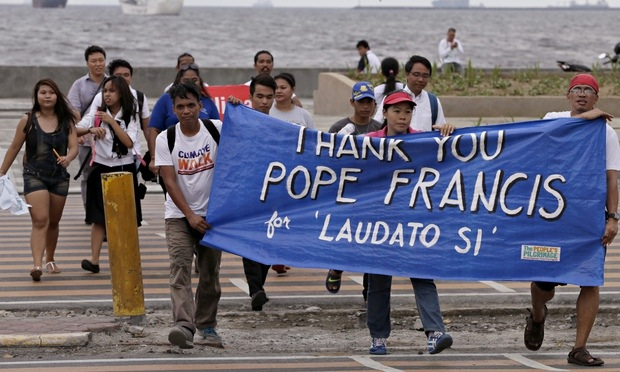 THANK YOU
POPE FRANCIS
for 'LAUDATO SI'
The PEOPLE'S
PILGRIMAGE
CLIMATE
WALK